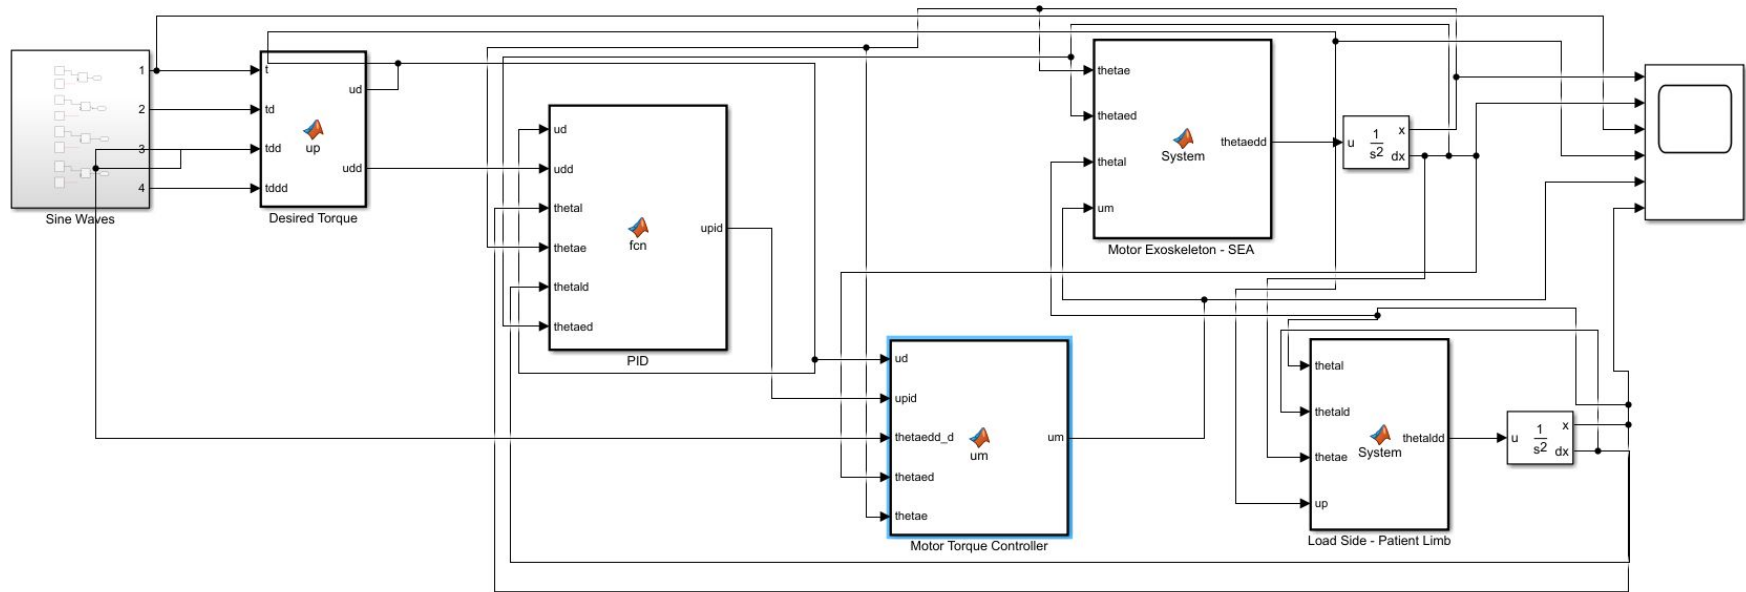 1
2
3
4
Sine Waves
t
td
tdd
tddd
up
ud
udd
Desired Torque
ud
udd
thetal
thetae
thetald
thetaed
fcn
upid
PID
ud
upid
thetaedd_d
thetaed
thetae
um
um
Motor Torque Controller
thetae
thetaed
thetal
um
System
thetaedd
Motor Exoskeleton - SEA
u
1
s2
x
dx
thetal
thetald
thetae
up
System
thetaldd
Load Side - Patient Limb
u
1
s2
x
dx